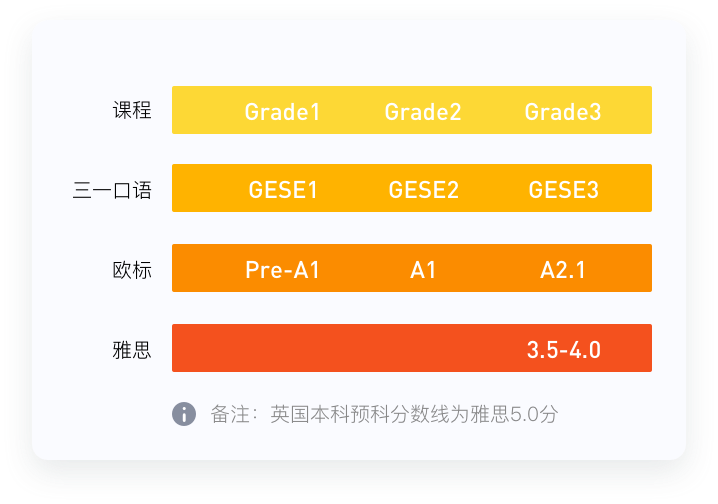 课程 Grade1 Grade2 Grade3
三一口语 GESE1 GESE2 GESE3
欧标 Pre-A1 A1 A2.1
雅思 3.5-4.0
备注：英国本科预科分数线为雅思5.0分